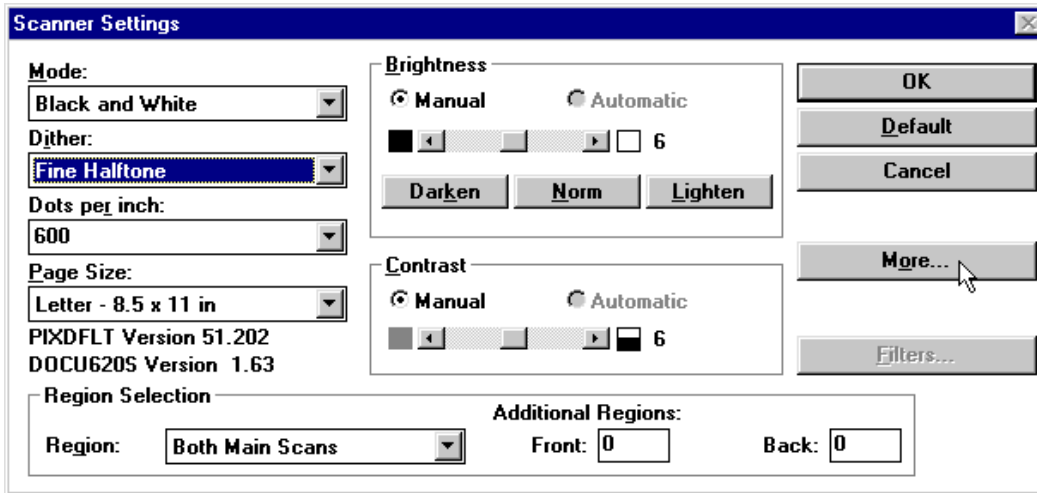 Scanner Settings
Mode:
Black and White
Dither:
Fine Halftone
Dots per inch:
600
Page Size:
Letter - 8.5 x 11 in
PIXDFLT Version 51.202
DOCU620S Version  1.63
Brightness
Manual
Automatic
6
Darken
Norm
Lighten
Contrast
Manual
Automatic
6
OK
Default
Cancel
More...
Filters...
Region Selection
Region:
Both Main Scans
Additional Regions:
Front: 0
Back: 0